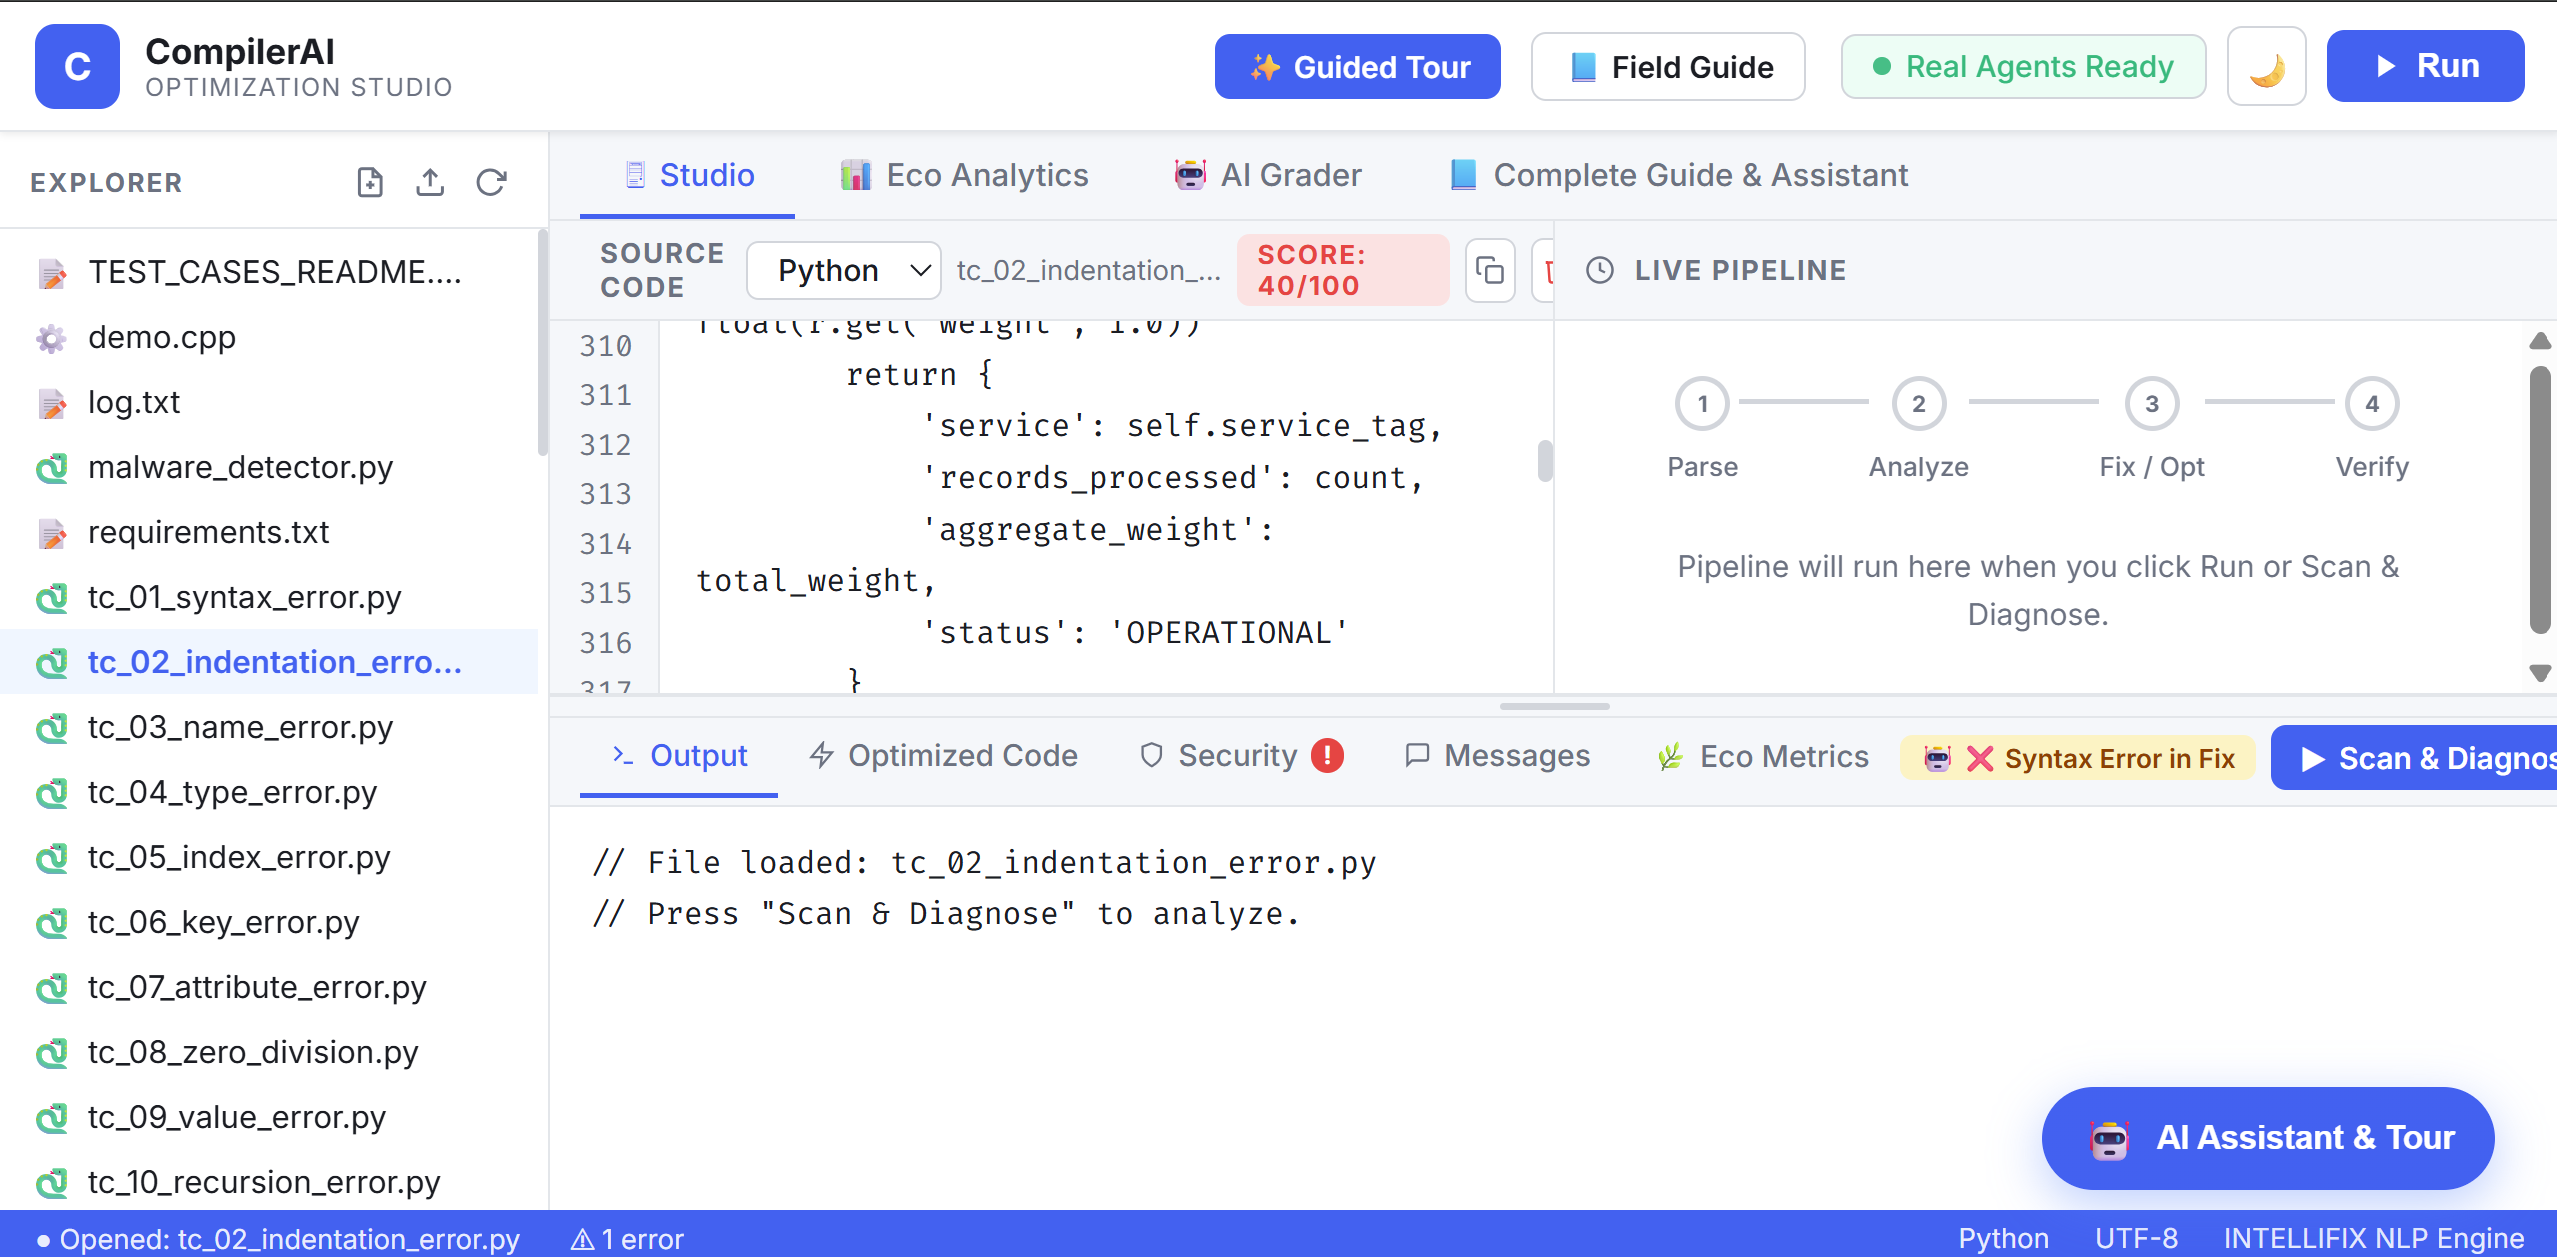 C
CompilerAI
OPTIMIZATION STUDIO
✨ Guided Tour
📘 Field Guide
Real Agents Ready
Run
EXPLORER
TEST_CASES_README....
demo.cpp
log.txt
malware_detector.py
requirements.txt
tc_01_syntax_error.py
tc_02_indentation_erro...
tc_03_name_error.py
tc_04_type_error.py
tc_05_index_error.py
tc_06_key_error.py
tc_07_attribute_error.py
tc_08_zero_division.py
tc_09_value_error.py
tc_10_recursion_error.py
Studio
Eco Analytics
AI Grader
Complete Guide & Assistant
SOURCE
CODE
Python
tc_02_indentation_...
SCORE:
40/100
310
311
312
313
314
315
316
317
float(r.get('weight', 1.0))
return {
'service': self.service_tag,
'records_processed': count,
'aggregate_weight':
total_weight,
'status': 'OPERATIONAL'
}
LIVE PIPELINE
1
2
3
4
Parse
Analyze
Fix / Opt
Verify
Pipeline will run here when you click Run or Scan &
Diagnose.
Output
Optimized Code
Security !
Messages
Eco Metrics
Syntax Error in Fix
Scan & Diagnos
// File loaded: tc_02_indentation_error.py
// Press "Scan & Diagnose" to analyze.
AI Assistant & Tour
Opened: tc_02_indentation_error.py
1 error
Python
UTF-8
INTELLIFIX NLP Engine